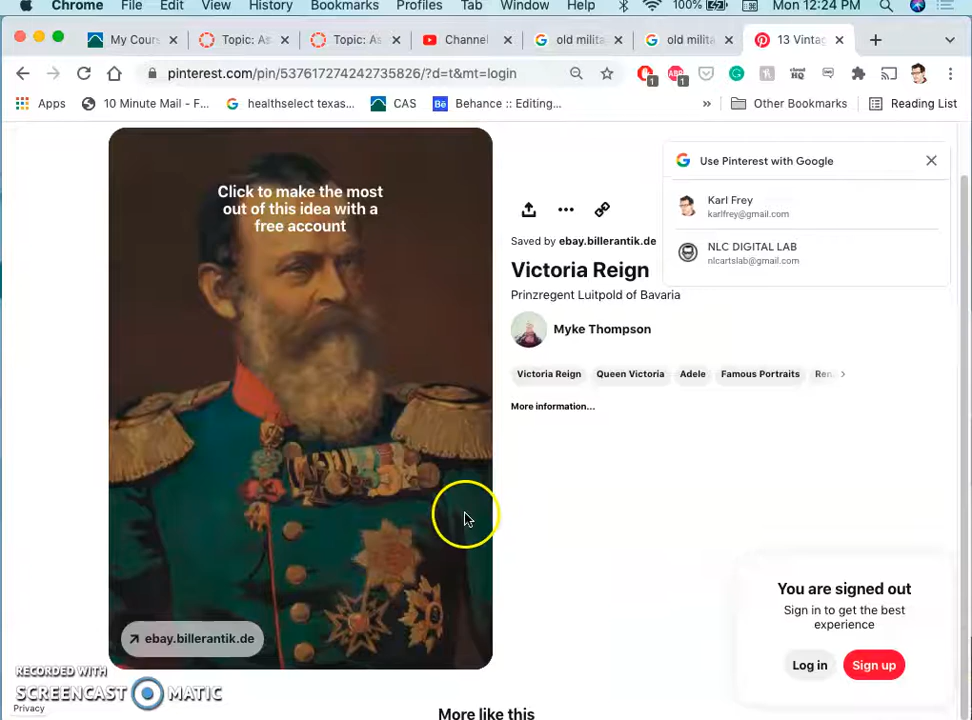 Chrome File Edit View History Bookmarks Profiles Tab Window Help 100% Mon 12:24 PM
My Cours Topic: As Topic: As Channel old milita old milita 13 Vintag
pinterest.com/pin/537617274242735826/?d=t&mt=login
Apps 10 Minute Mail - F... healthselect texas... CAS Behance :: Editing... » Other Bookmarks Reading List
Click to make the most
out of this idea with a
free account
Use Pinterest with Google
Karl Frey
karlfrey@gmail.com
NLC DIGITAL LAB
nlcartslab@gmail.com
Saved by ebay.billerantik.de
Victoria Reign
Prinzregent Luitpold of Bavaria
Myke Thompson
Victoria Reign Queen Victoria Adele Famous Portraits Ren
More information...
ebay.billerantik.de
You are signed out
Sign in to get the best
experience
Log in Sign up
RECORDED WITH
SCREENCAST MATIC
Privacy
More like this